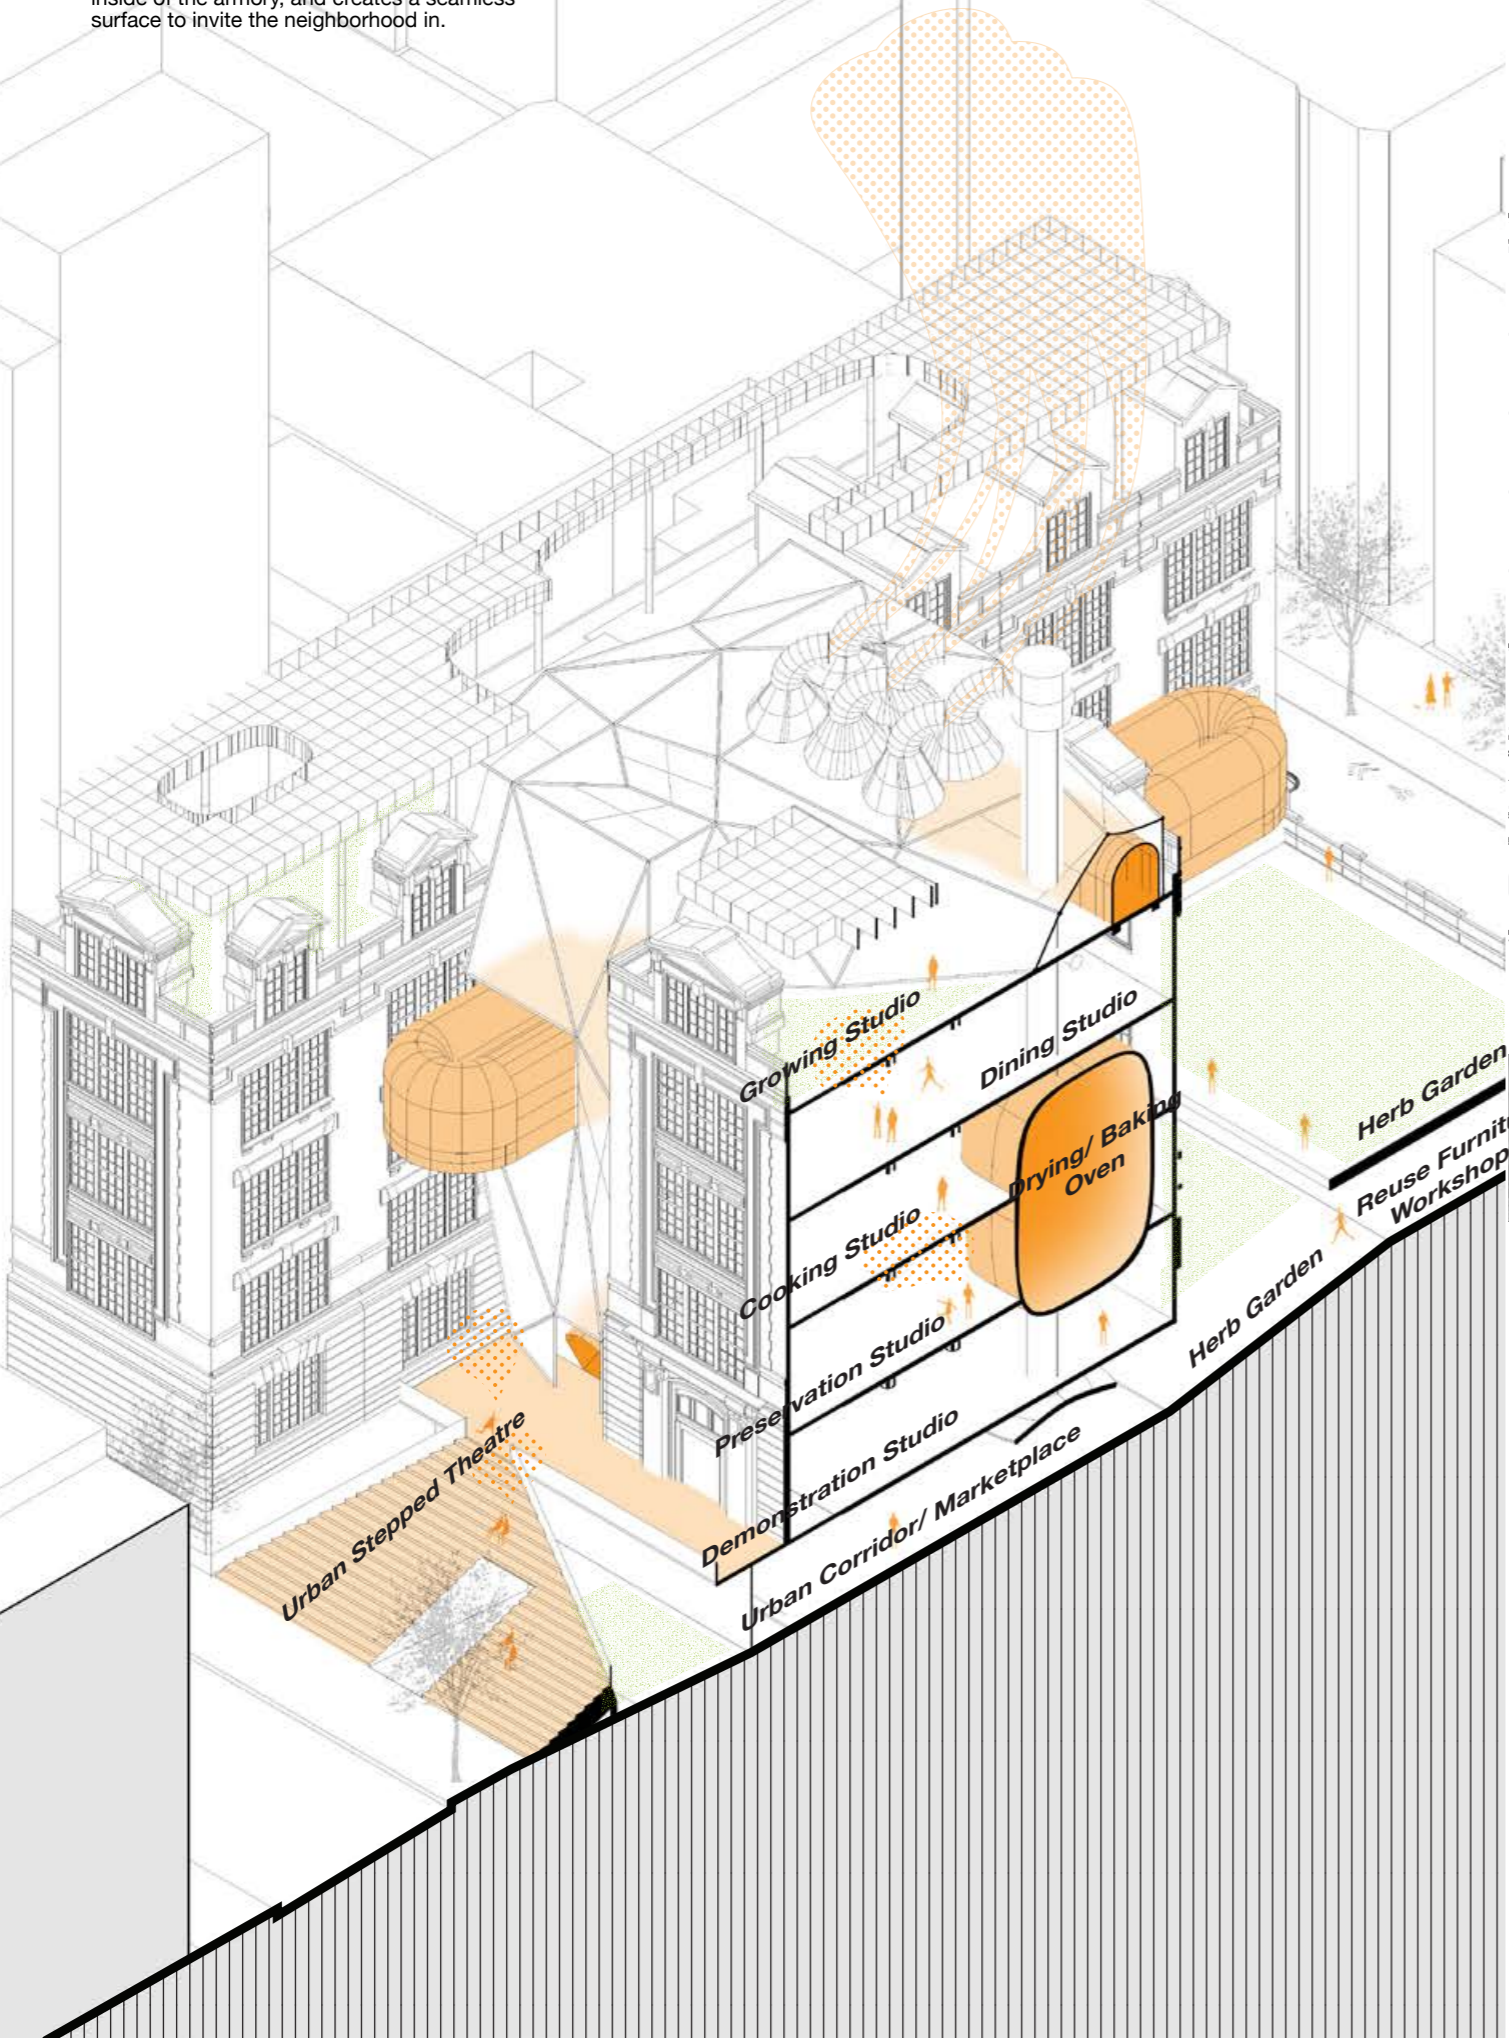 surface to invite the neighborhood in.
Growing Studio
Dining Studio
Drying/ Baking
Oven
Cooking Studio
Preservation Studio
Demonstration Studio
Urban Corridor/ Marketplace
Urban Stepped Theatre
Herb Garden
Herb Garden
Reuse
Workshop